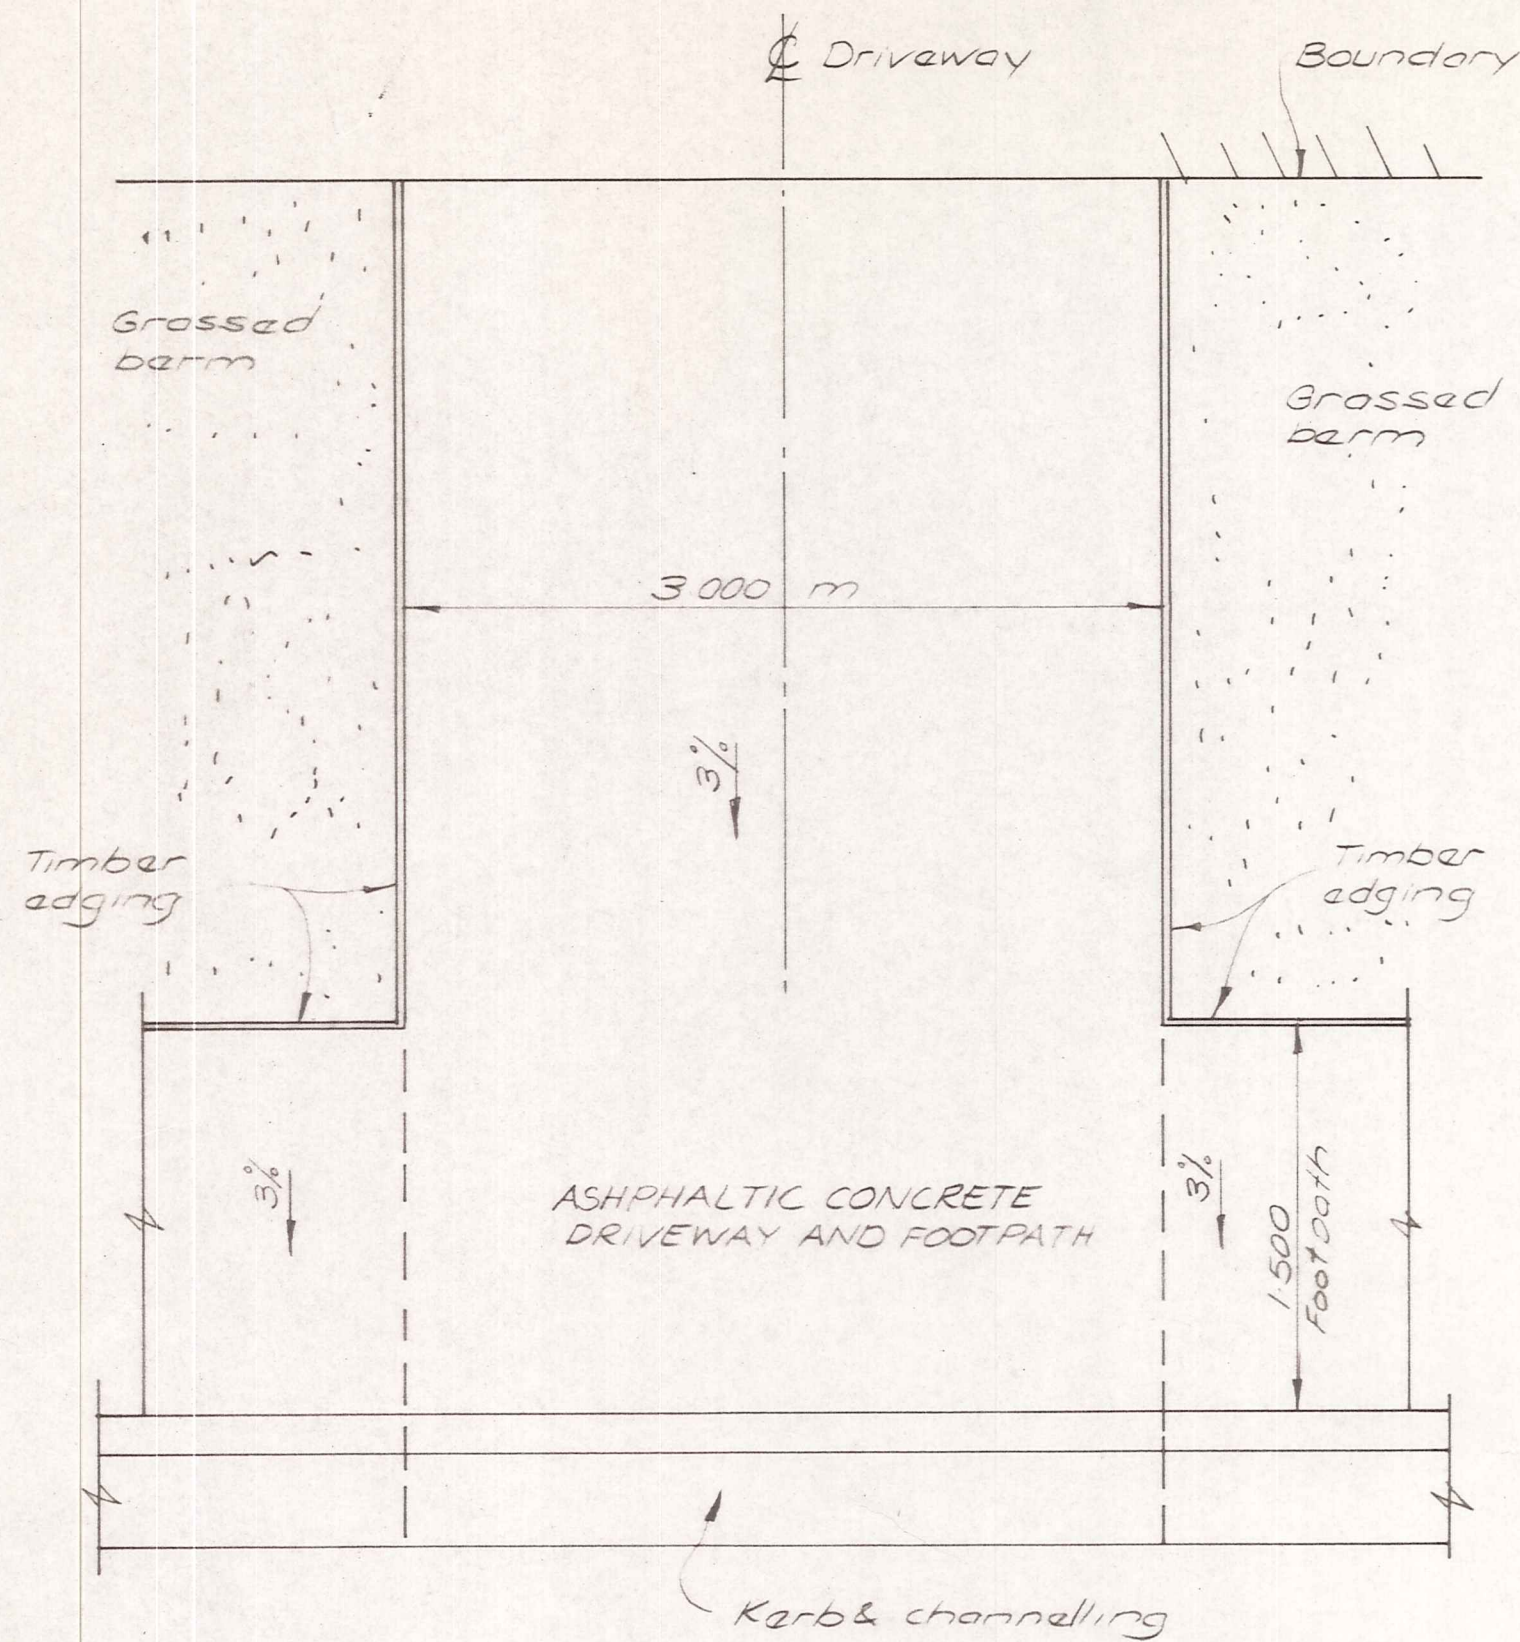 ℄ Driveway
Boundary
Grassed
berm
Grassed
berm
3.000 m
3%
Timber
edging
Timber
edging
3%
ASHPHALTIC CONCRETE
DRIVEWAY AND FOOTPATH
3%
1.500
Footpath
Kerb & channelling